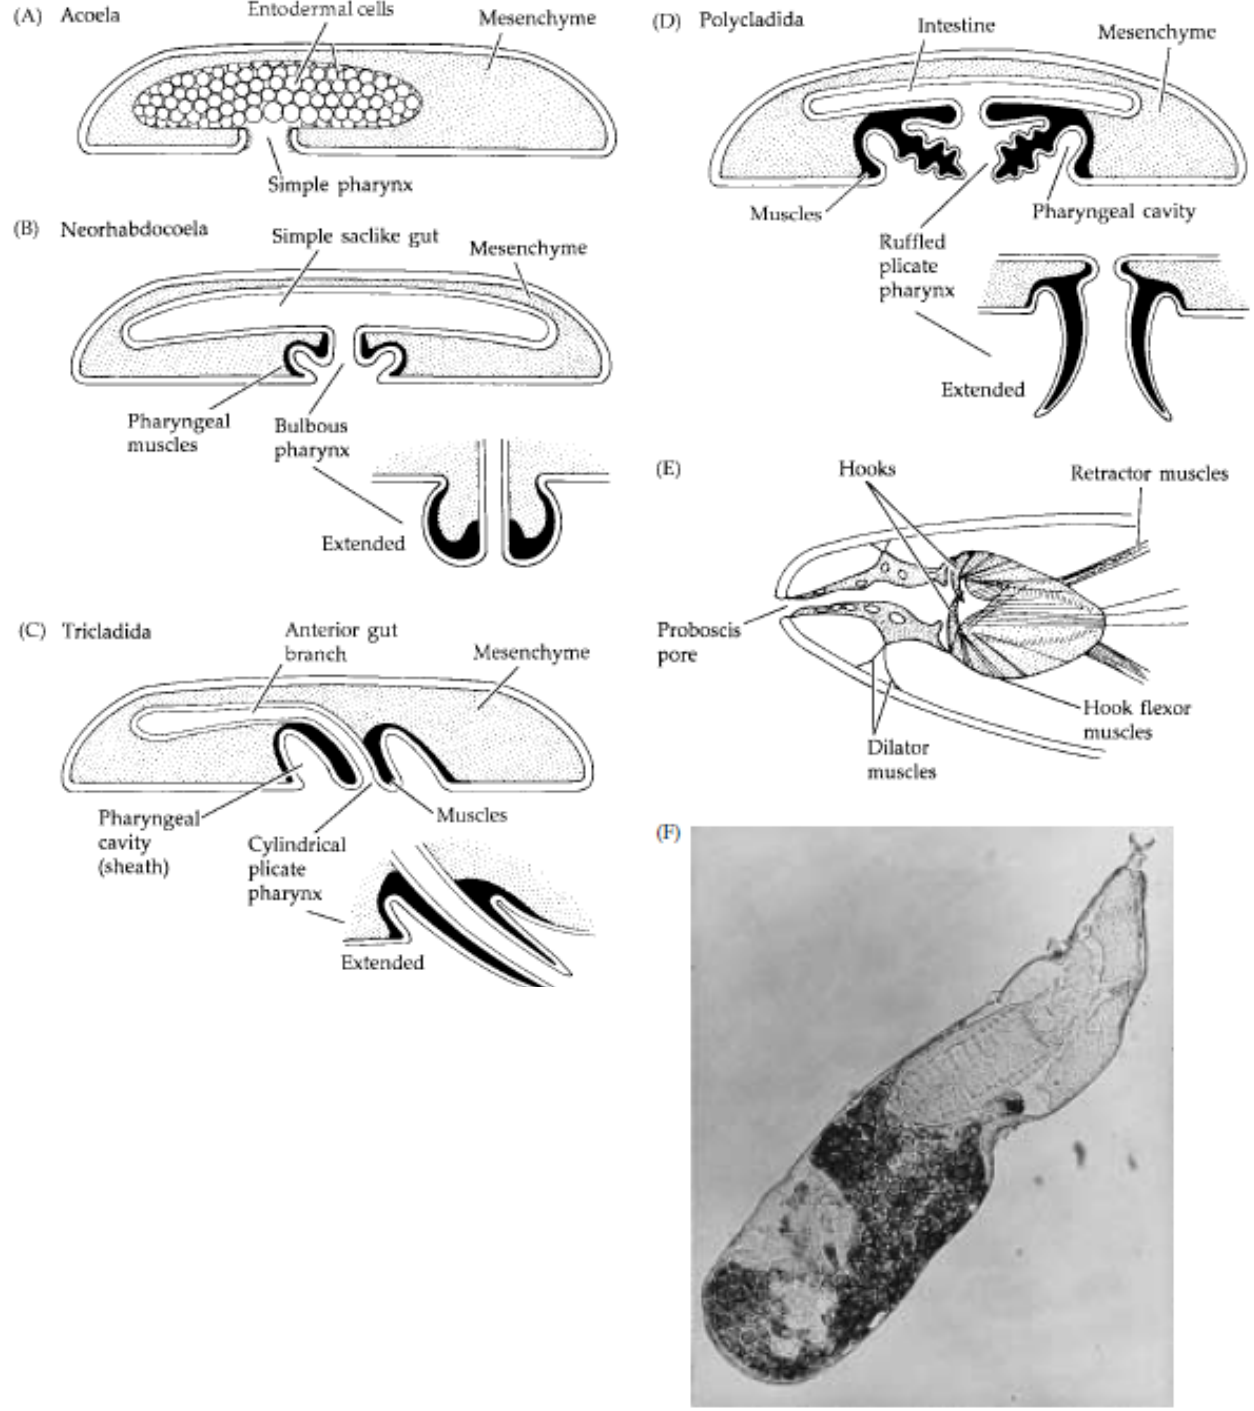 (A) Acoela
Entodermal cells
Mesenchyme
Simple pharynx
(B) Neorhabdocoela
Simple saclike gut
Mesenchyme
Pharyngeal
muscles
Bulbous
pharynx
Extended
(C) Tricladida
Anterior gut
branch
Mesenchyme
Pharyngeal
cavity
(sheath)
Cylindrical
plicate
pharynx
Muscles
Extended
(D) Polycladida
Intestine
Mesenchyme
Muscles
Ruffled
plicate
pharynx
Pharyngeal cavity
Extended
(E)
Hooks
Retractor muscles
Proboscis
pore
Hook flexor
muscles
Dilator
muscles
(F)